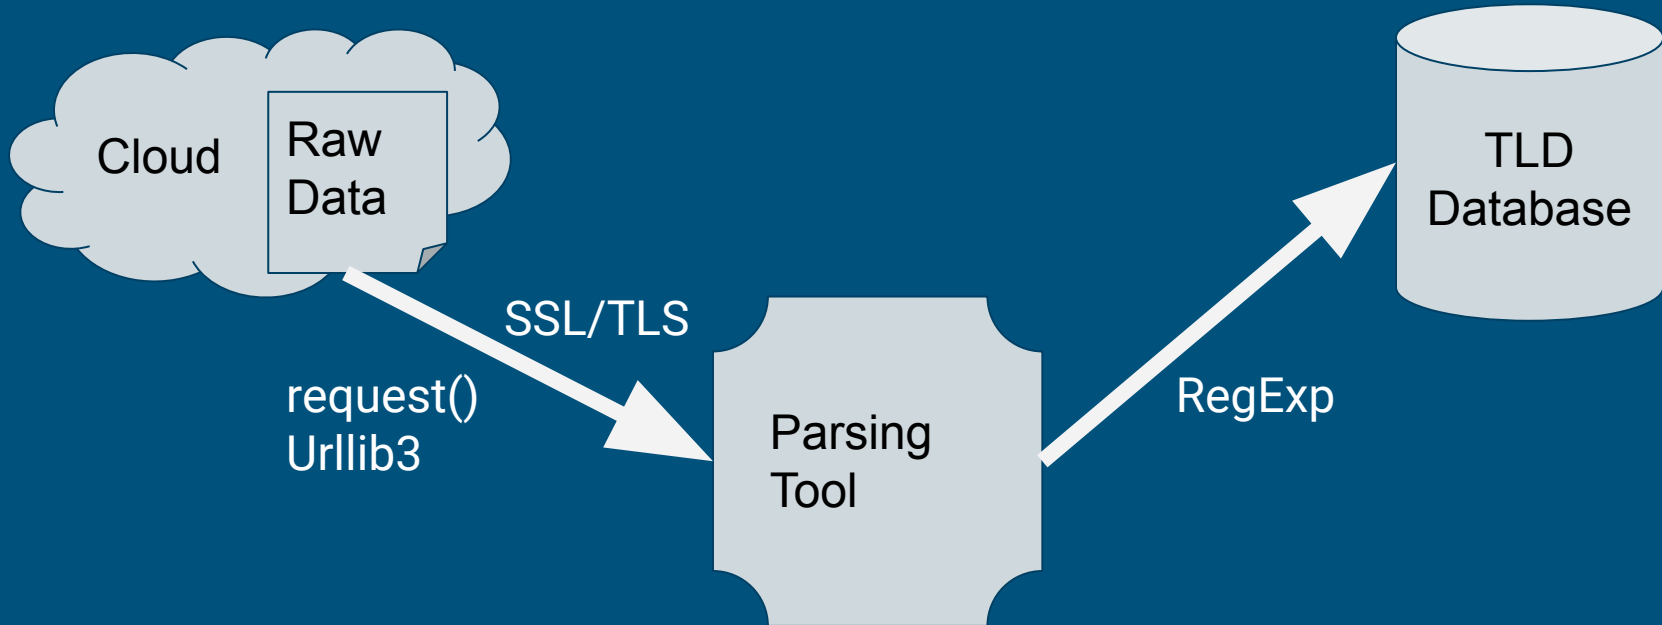 Cloud
Raw
Data
TLD
Database
SSL/TLS
request()
Urllib3
RegExp
Parsing
Tool